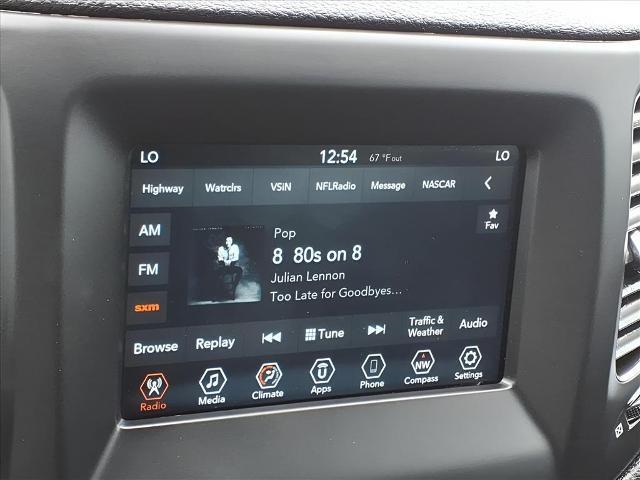 LO 12:54 67 °F out LO
Highway Watrclrs VSIN NFLRadio Message NASCAR
AM
FM
sxm
Pop
8 80s on 8
Julian Lennon
Too Late for Goodbyes...
Fav
Browse Replay Tune Traffic & Weather Audio
Radio Media Climate Apps Phone NW Compass Settings